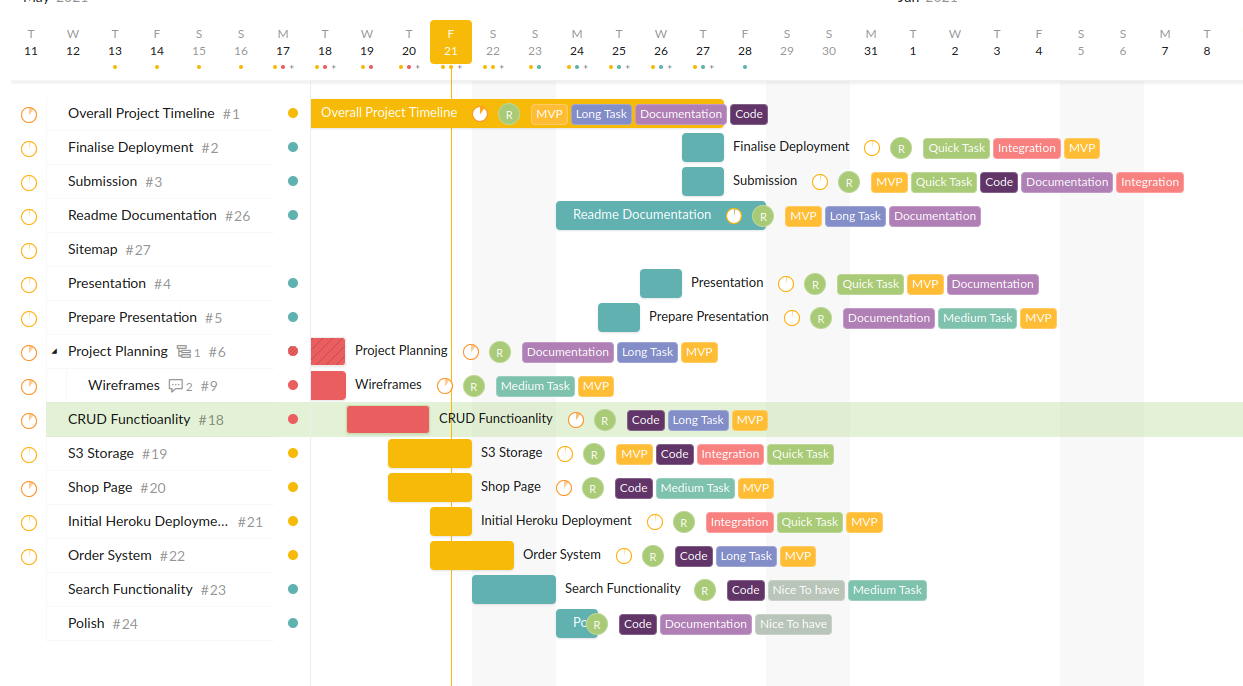 May 2021 Jun 2021
T W T F S S M T W T F S S M T W T F S S M T W T F S S M T
11 12 13 14 15 16 17 18 19 20 21 22 23 24 25 26 27 28 29 30 31 1 2 3 4 5 6 7 8
Overall Project Timeline #1 Overall Project Timeline R MVP Long Task Documentation Code
Finalise Deployment #2 Finalise Deployment R Quick Task Integration MVP
Submission #3 Submission R MVP Quick Task Code Documentation Integration
Readme Documentation #26 Readme Documentation R MVP Long Task Documentation
Sitemap #27
Presentation #4 Presentation R Quick Task MVP Documentation
Prepare Presentation #5 Prepare Presentation R Documentation Medium Task MVP
Project Planning 1 #6 Project Planning R Documentation Long Task MVP
Wireframes 2 #9 Wireframes R Medium Task MVP
CRUD Functioanlity #18 CRUD Functioanlity R Code Long Task MVP
S3 Storage #19 S3 Storage R MVP Code Integration Quick Task
Shop Page #20 Shop Page R Code Medium Task MVP
Initial Heroku Deployme... #21 Initial Heroku Deployment R Integration Quick Task MVP
Order System #22 Order System R Code Long Task MVP
Search Functionality #23 Search Functionality R Code Nice To have Medium Task
Polish #24 Po R Code Documentation Nice To have